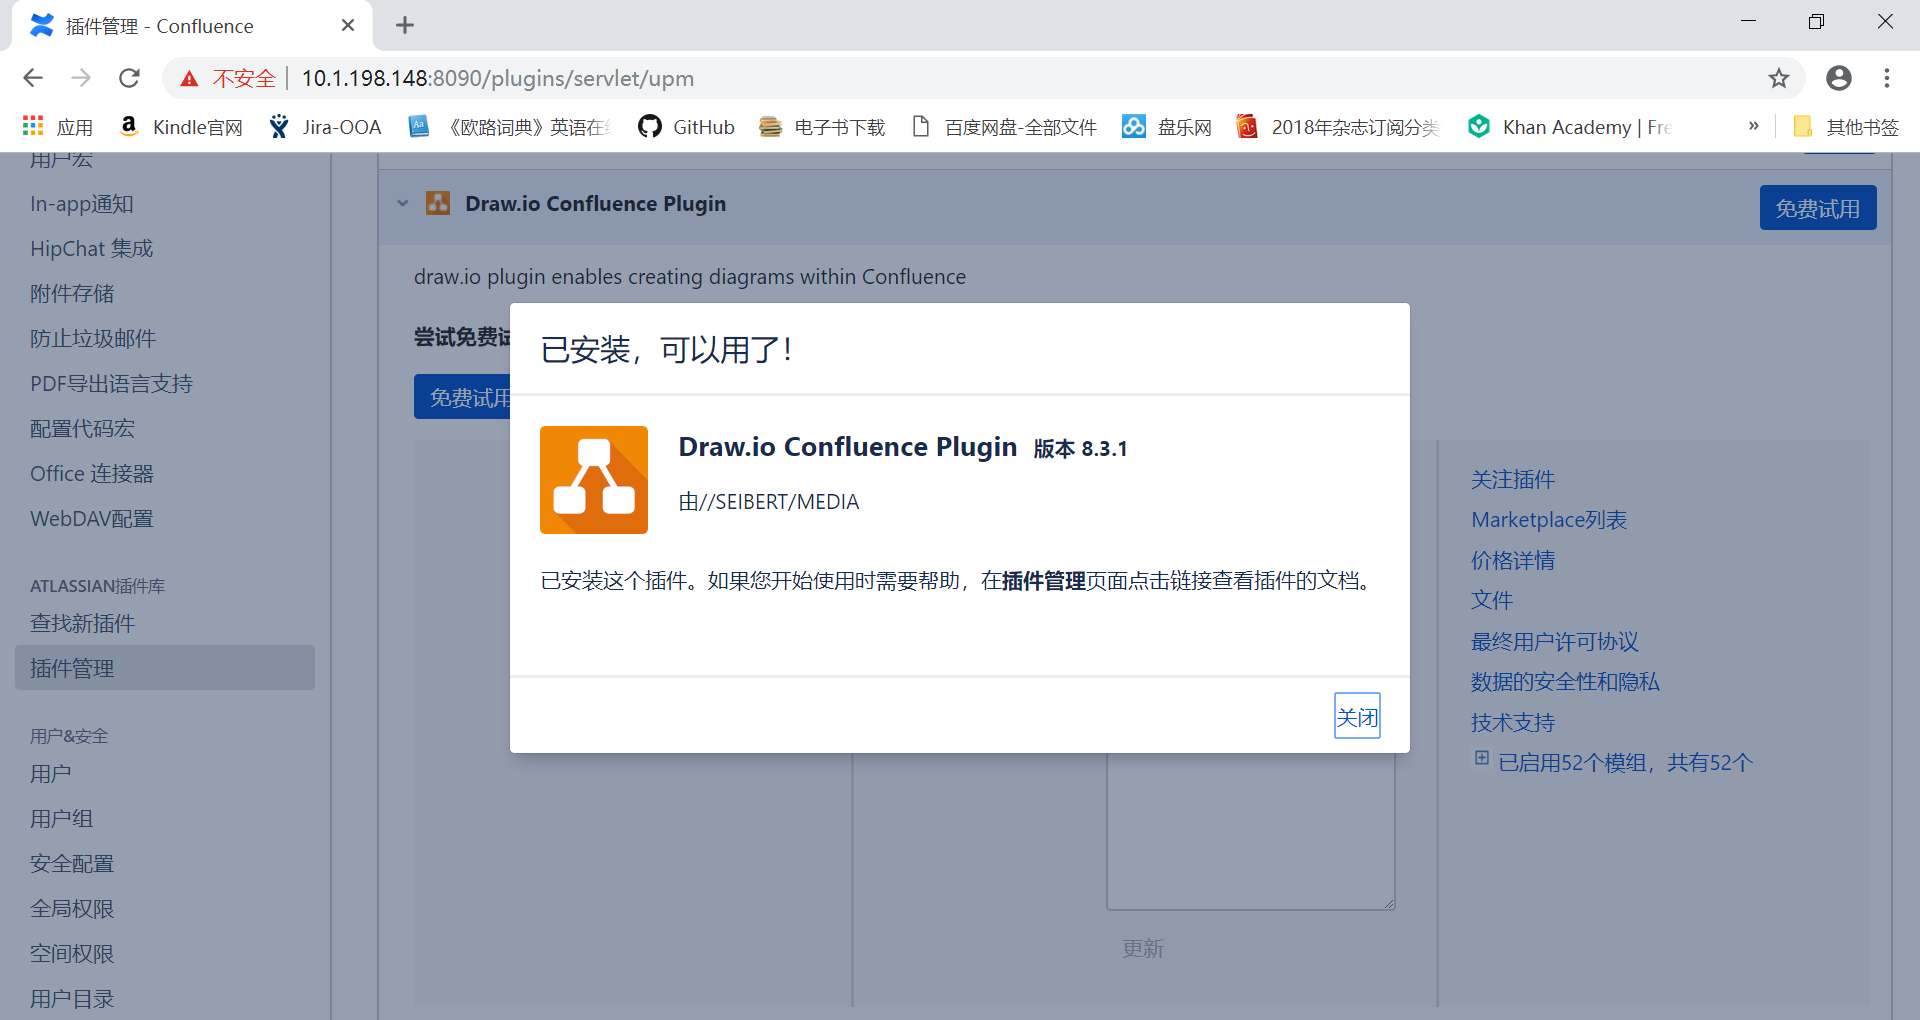 插件管理 - Confluence
不安全 10.1.198.148:8090/plugins/servlet/upm
应用 Kindle官网 Jira-OOA 《欧路词典》英语在 GitHub 电子书下载 百度网盘-全部文件 盘乐网 2018年杂志订阅分类 Khan Academy | Fre » 其他书签
用户宏
In-app通知
HipChat 集成
附件存储
防止垃圾邮件
PDF导出语言支持
配置代码宏
Office 连接器
WebDAV配置
ATLASSIAN插件库
查找新插件
插件管理
用户&安全
用户
用户组
安全配置
全局权限
空间权限
用户目录
Draw.io Confluence Plugin
免费试用
draw.io plugin enables creating diagrams within Confluence
尝试免费试
免费试用
已安装，可以用了！
Draw.io Confluence Plugin 版本 8.3.1
由//SEIBERT/MEDIA
已安装这个插件。如果您开始使用时需要帮助，在插件管理页面点击链接查看插件的文档。
关闭
更新
关注插件
Marketplace列表
价格详情
文件
最终用户许可协议
数据的安全性和隐私
技术支持
已启用52个模组，共有52个